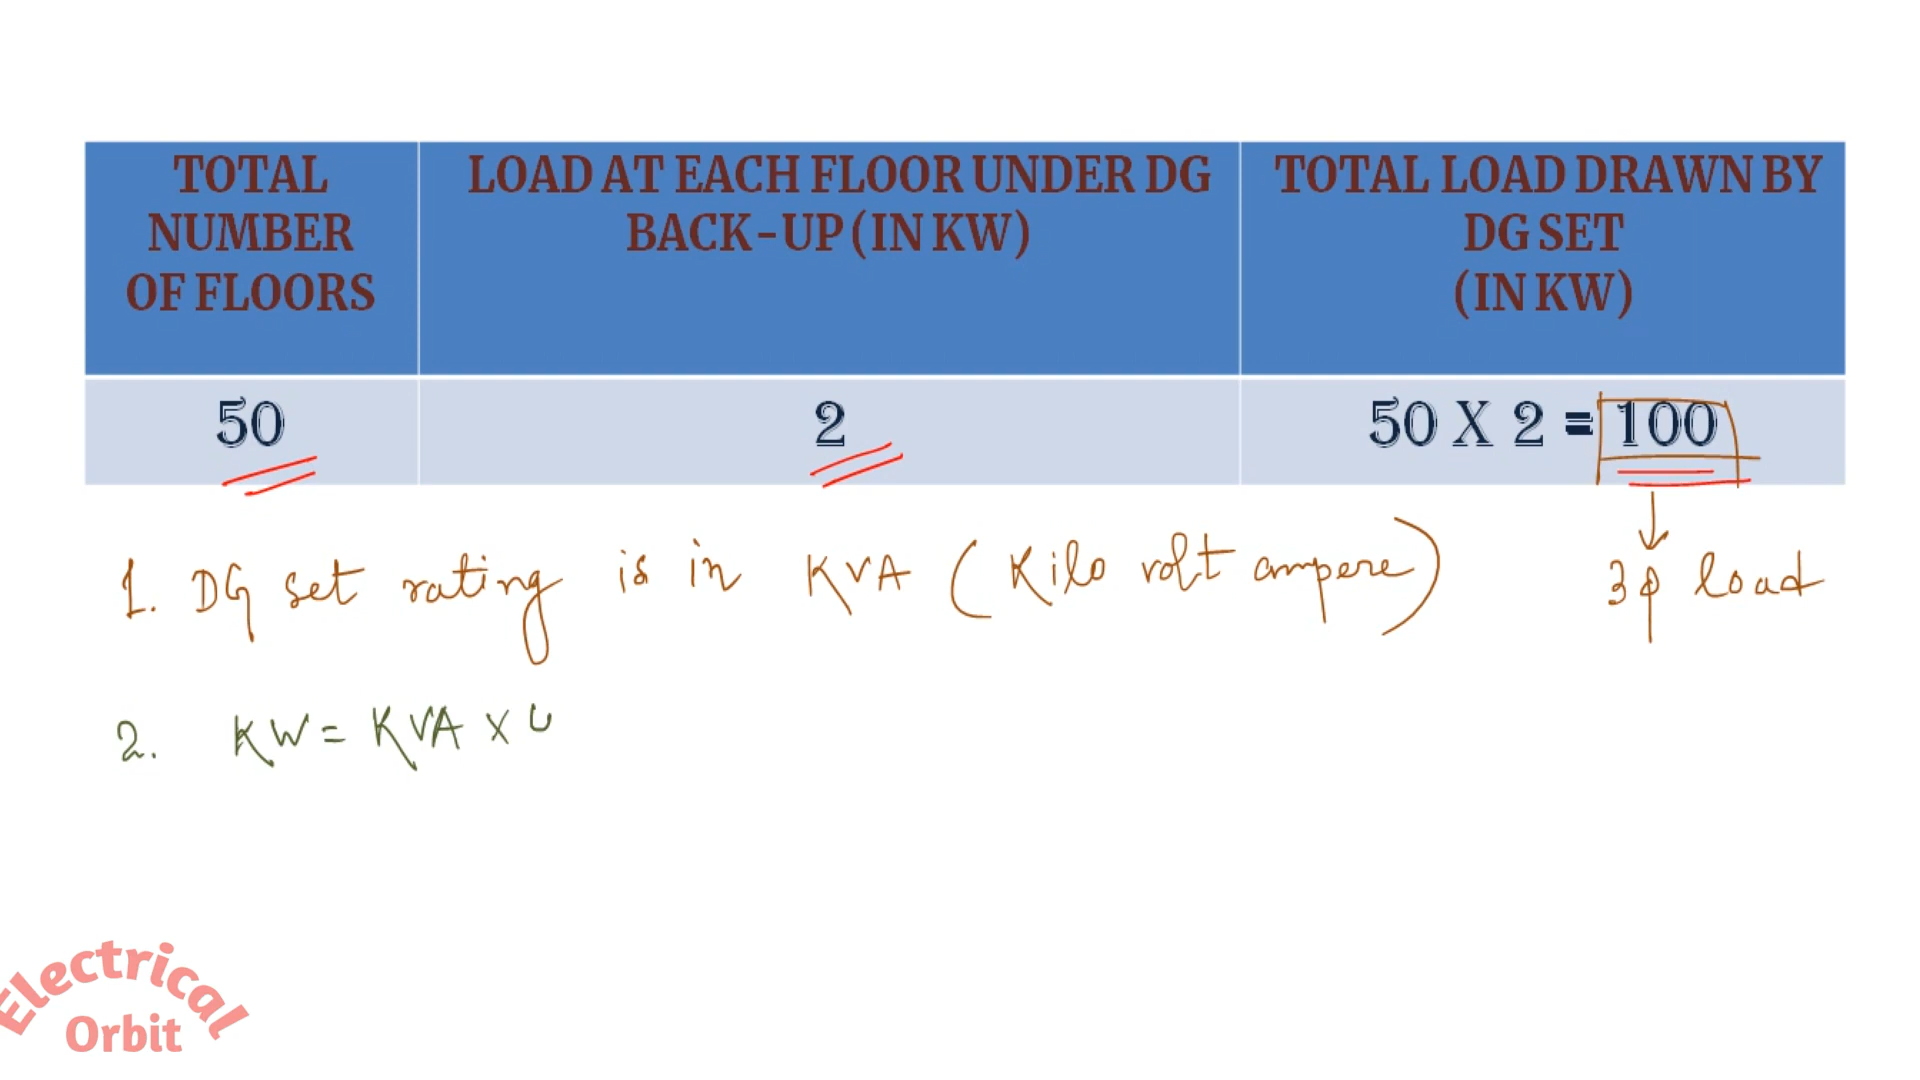 TOTAL
NUMBER
OF FLOORS
LOAD AT EACH FLOOR UNDER DG
BACK-UP (IN KW)
TOTAL LOAD DRAWN BY
DG SET
(IN KW)
50
2
50 X 2 = 100
1. DG set rating is in KVA (Kilo volt ampere)
3φ load
2. KW = KVA x
Electrical
Orbit